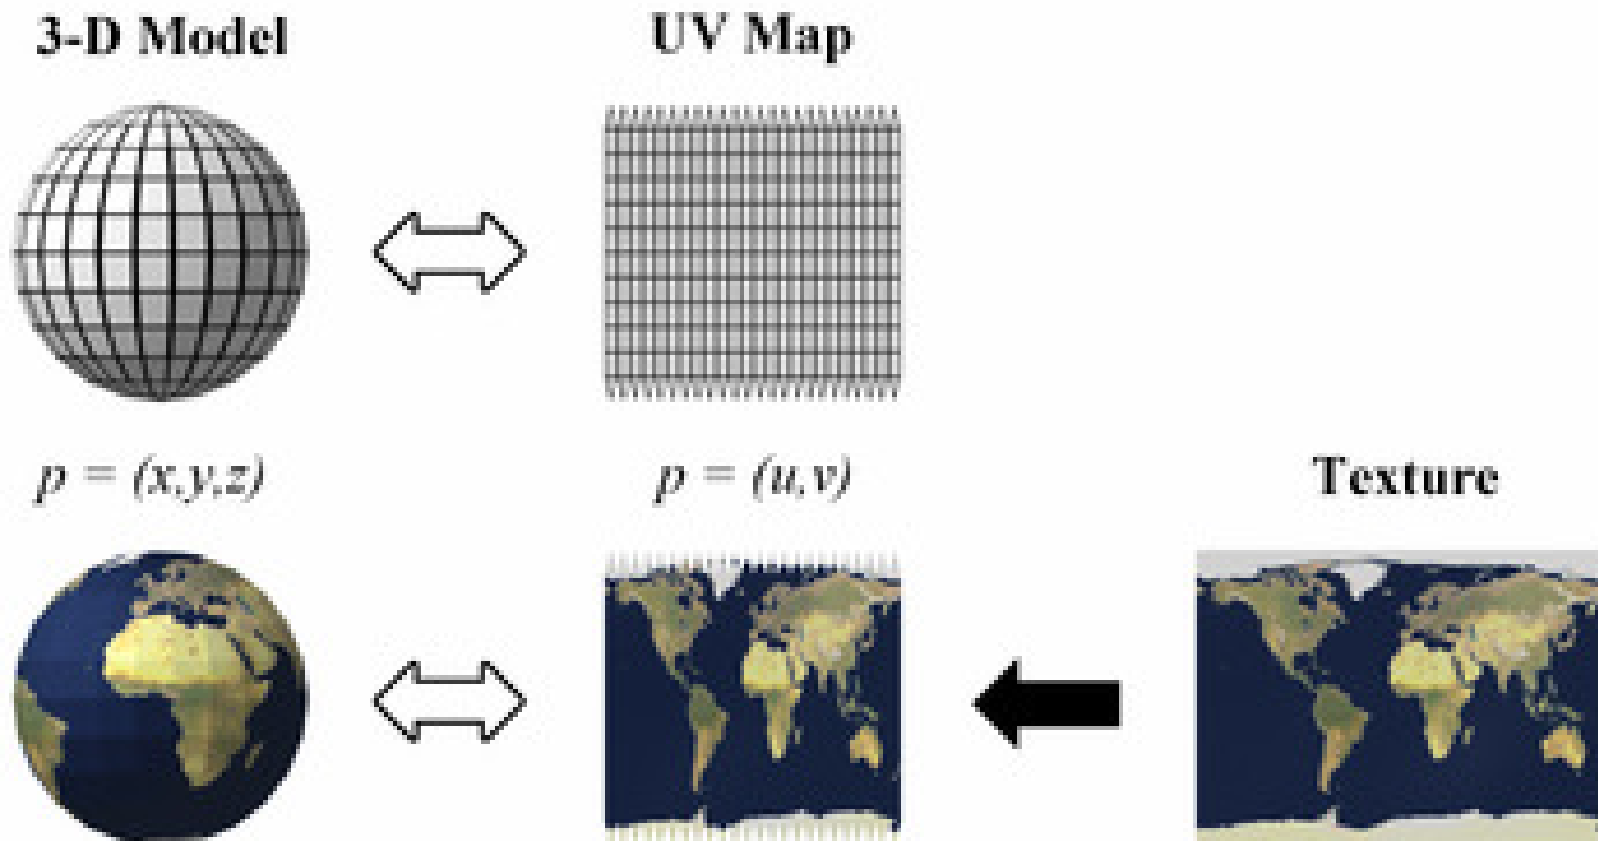 3-D Model
UV Map
p = (x,y,z)
p = (u,v)
Texture